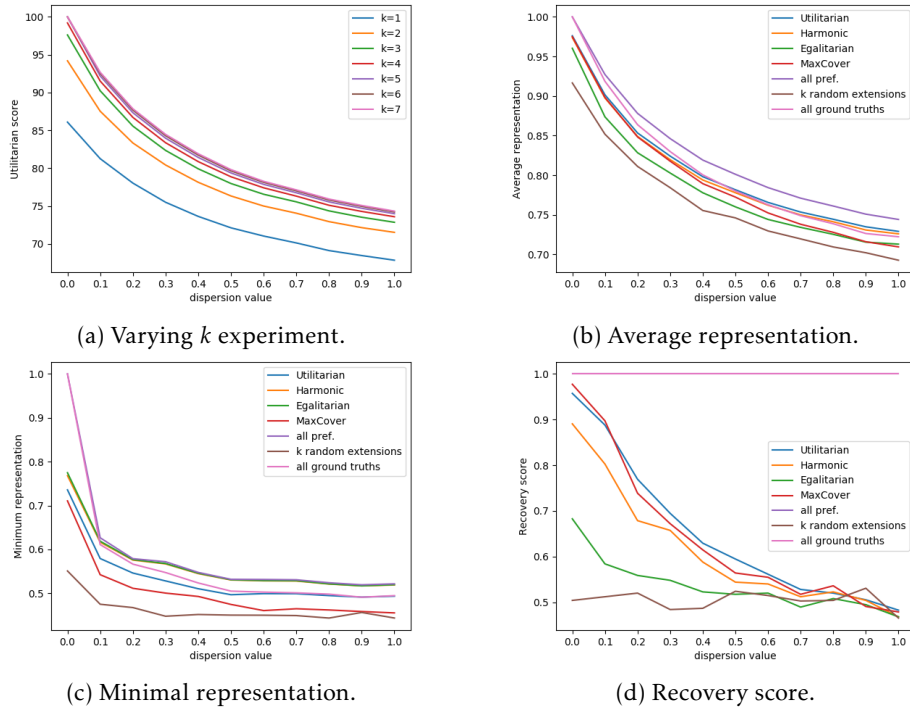 100
95
90
85
80
75
70
Utilitarian score
k=1
k=2
k=3
k=4
k=5
k=6
k=7
0.0 0.1 0.2 0.3 0.4 0.5 0.6 0.7 0.8 0.9 1.0
dispersion value
(a) Varying k experiment.
1.00
0.95
0.90
0.85
0.80
0.75
0.70
Average representation
Utilitarian
Harmonic
Egalitarian
MaxCover
all pref.
k random extensions
all ground truths
0.0 0.1 0.2 0.3 0.4 0.5 0.6 0.7 0.8 0.9 1.0
dispersion value
(b) Average representation.
1.0
0.9
0.8
0.7
0.6
0.5
Minimum representation
Utilitarian
Harmonic
Egalitarian
MaxCover
all pref.
k random extensions
all ground truths
0.0 0.1 0.2 0.3 0.4 0.5 0.6 0.7 0.8 0.9 1.0
dispersion value
(c) Minimal representation.
1.0
0.9
0.8
0.7
0.6
0.5
Recovery score
Utilitarian
Harmonic
Egalitarian
MaxCover
all pref.
k random extensions
all ground truths
0.0 0.1 0.2 0.3 0.4 0.5 0.6 0.7 0.8 0.9 1.0
dispersion value
(d) Recovery score.